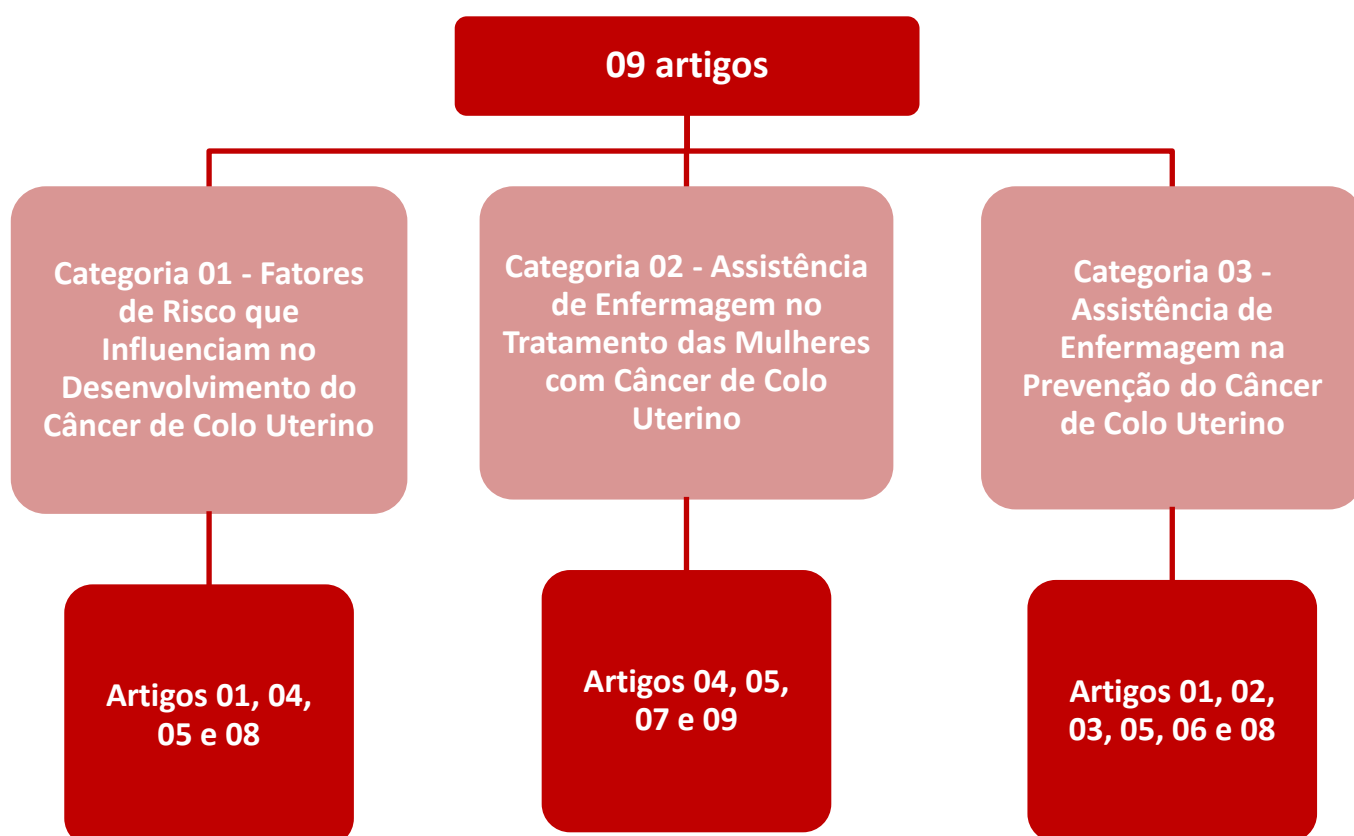 09 artigos
Categoria 01 - Fatores
de Risco que
Influenciam no
Desenvolvimento do
Câncer de Colo Uterino
Categoria 02 - Assistência
de Enfermagem no
Tratamento das Mulheres
com Câncer de Colo
Uterino
Categoria 03 -
Assistência de
Enfermagem na
Prevenção do Câncer
de Colo Uterino
Artigos 01, 04,
05 e 08
Artigos 04, 05,
07 e 09
Artigos 01, 02,
03, 05, 06 e 08